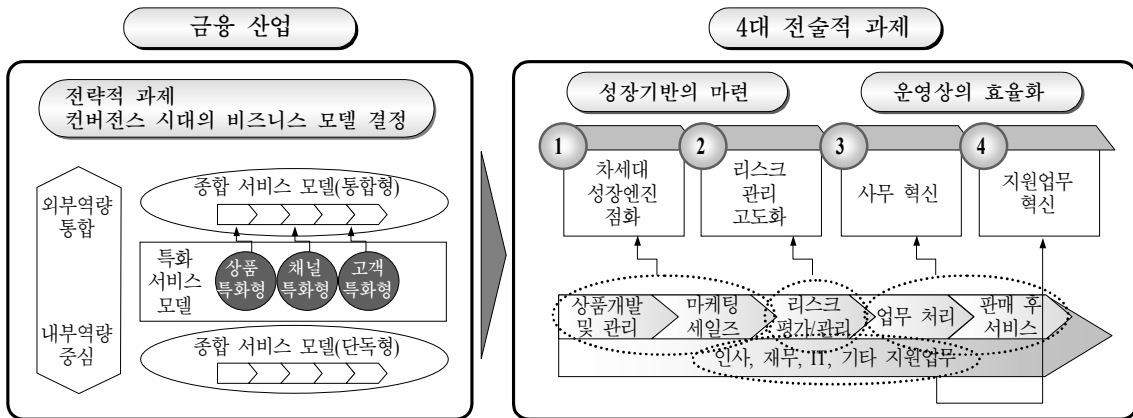 금융 산업
전략적 과제
컨버전스 시대의 비즈니스 모델 결정
외부역량
통합
내부역량
중심
종합 서비스 모델(통합형)
특화
서비스
모델
상품
특화형
채널
특화형
고객
특화형
종합 서비스 모델(단독형)
4대 전술적 과제
성장기반의 마련
운영상의 효율화
1
차세대
성장엔진
점화
2
리스크
관리
고도화
3
사무 혁신
4
지원업무
혁신
상품개발
및 관리
마케팅
세일즈
리스크
평가/관리
업무 처리
판매 후
서비스
인사, 재무, IT, 기타 지원업무